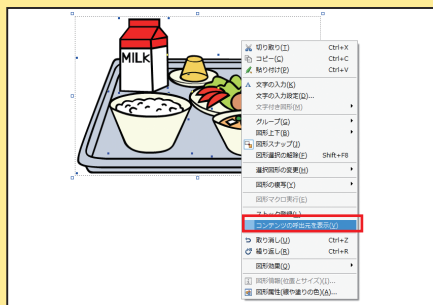 MILK
切り取り(T) Ctrl+X
コピー(C) Ctrl+C
貼り付け(P) Ctrl+V
文字の入力(K)
文字の入力設定(D)...
文字付き図形(M)
グループ(G)
図形上下(B)
図形スナップ(J)
図形選択の解除(F) Shift+F8
選択図形の変更(H)
図形の複写(Y)
図形マクロ実行(E)
ストック登録(L)
コンテンツの呼出元を表示(V)
取り消し(U) Ctrl+Z
繰り返し(R) Ctrl+R
図形効果(Q)
図形情報(位置とサイズ)(I)...
図形属性(線や塗りの色)(A)...